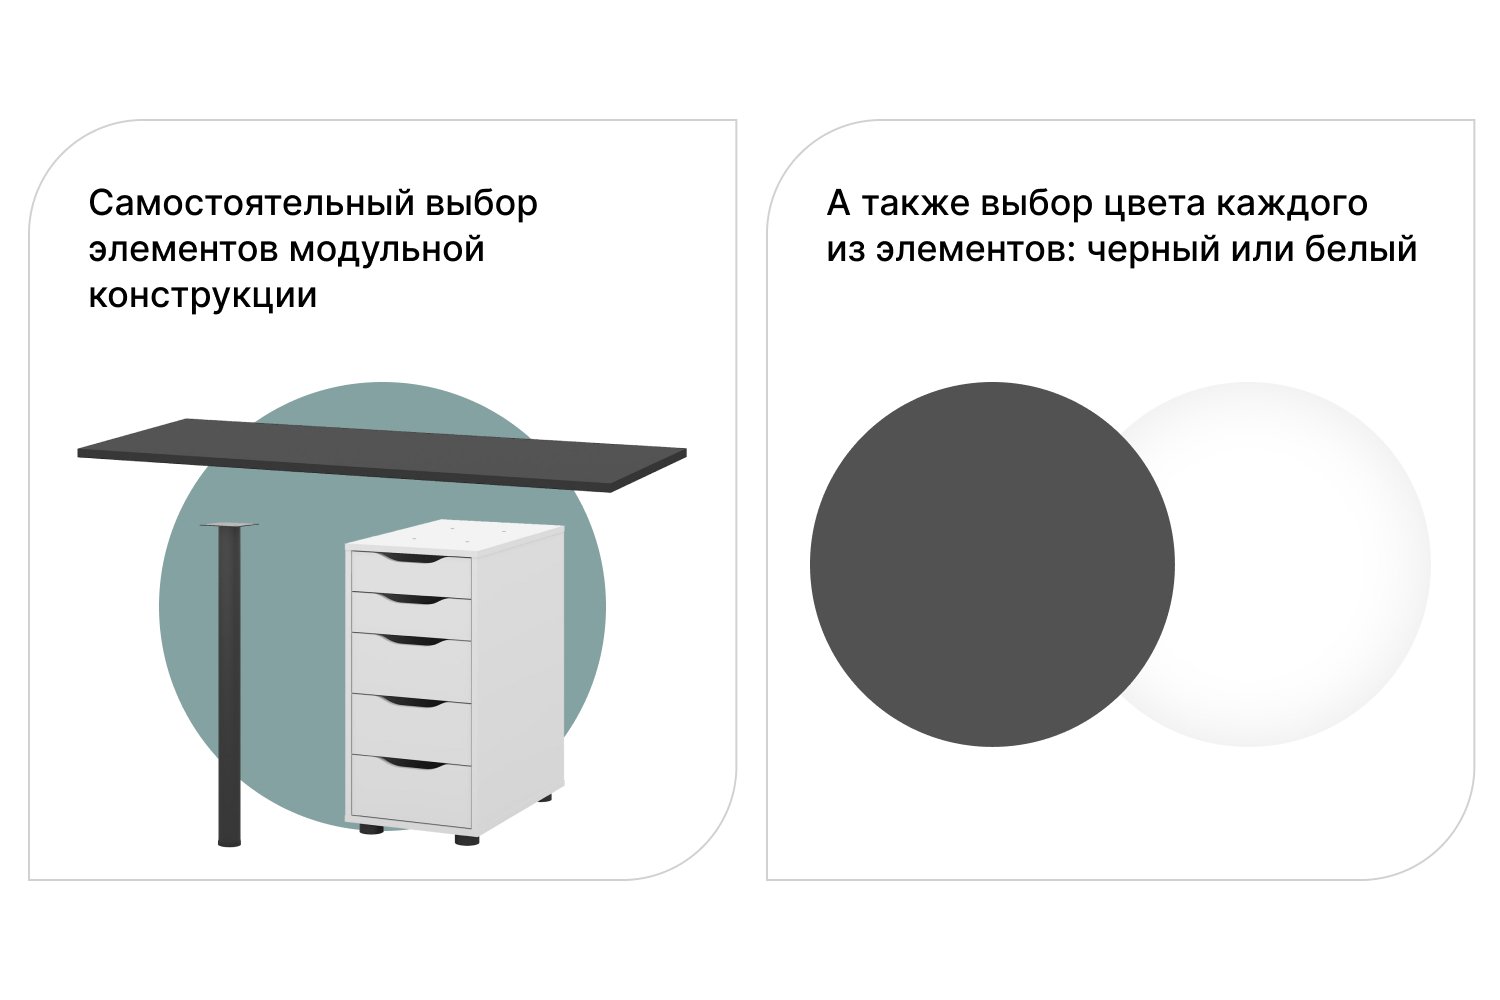 Самостоятельный выбор
элементов модульной
конструкции
А также выбор цвета каждого
из элементов: черный или белый